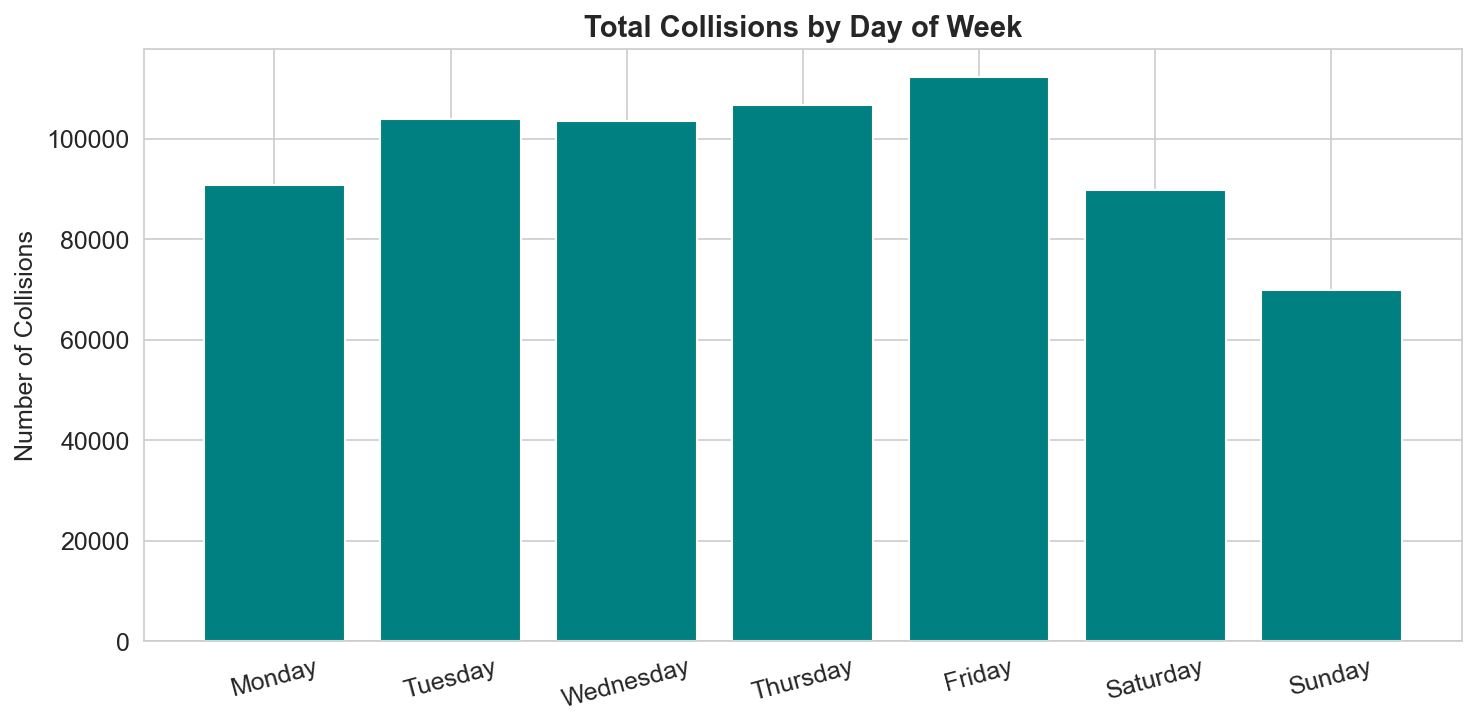 Total Collisions by Day of Week
Number of Collisions
100000
80000
60000
40000
20000
0
Monday
Tuesday
Wednesday
Thursday
Friday
Saturday
Sunday